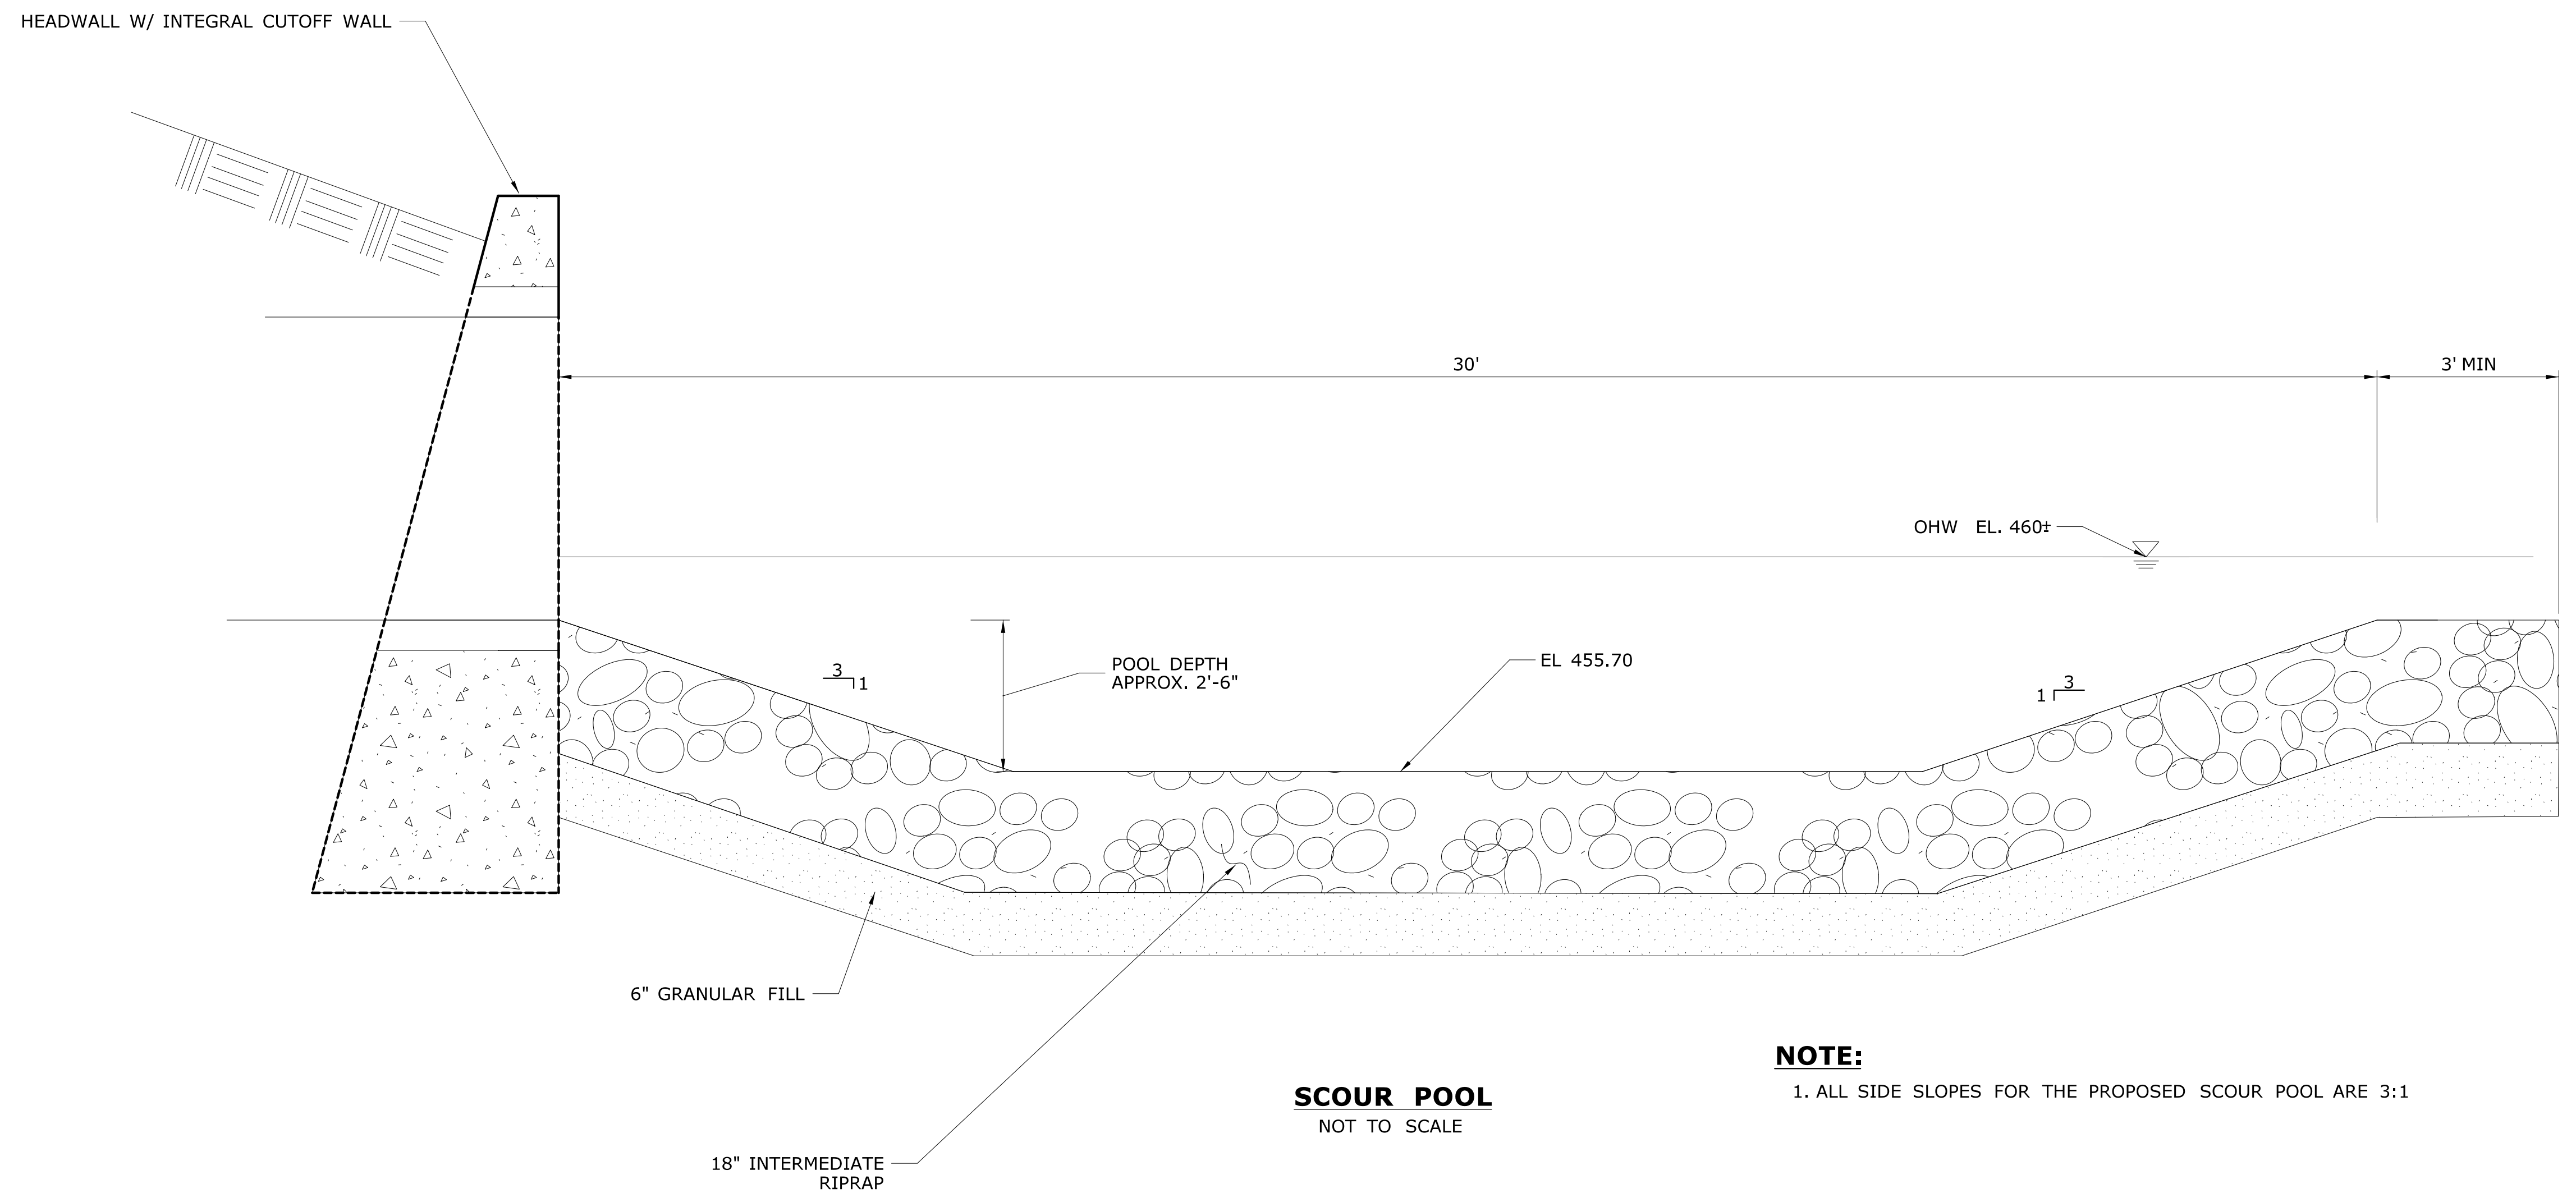 HEADWALL W/ INTEGRAL CUTOFF WALL
30'
3' MIN
OHW EL. 460±
3
1
POOL DEPTH
APPROX. 2'-6"
EL 455.70
1
3
6" GRANULAR FILL
NOTE:
1. ALL SIDE SLOPES FOR THE PROPOSED SCOUR POOL ARE 3:1
SCOUR POOL
NOT TO SCALE
18" INTERMEDIATE
RIPRAP